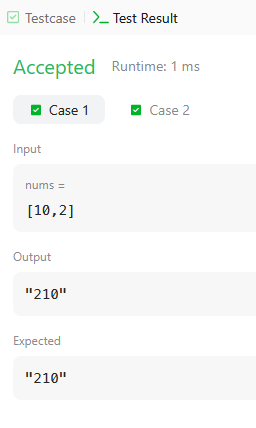 Testcase Test Result
Accepted Runtime: 1 ms
Case 1 Case 2
Input
nums =
[10,2]
Output
"210"
Expected
"210"